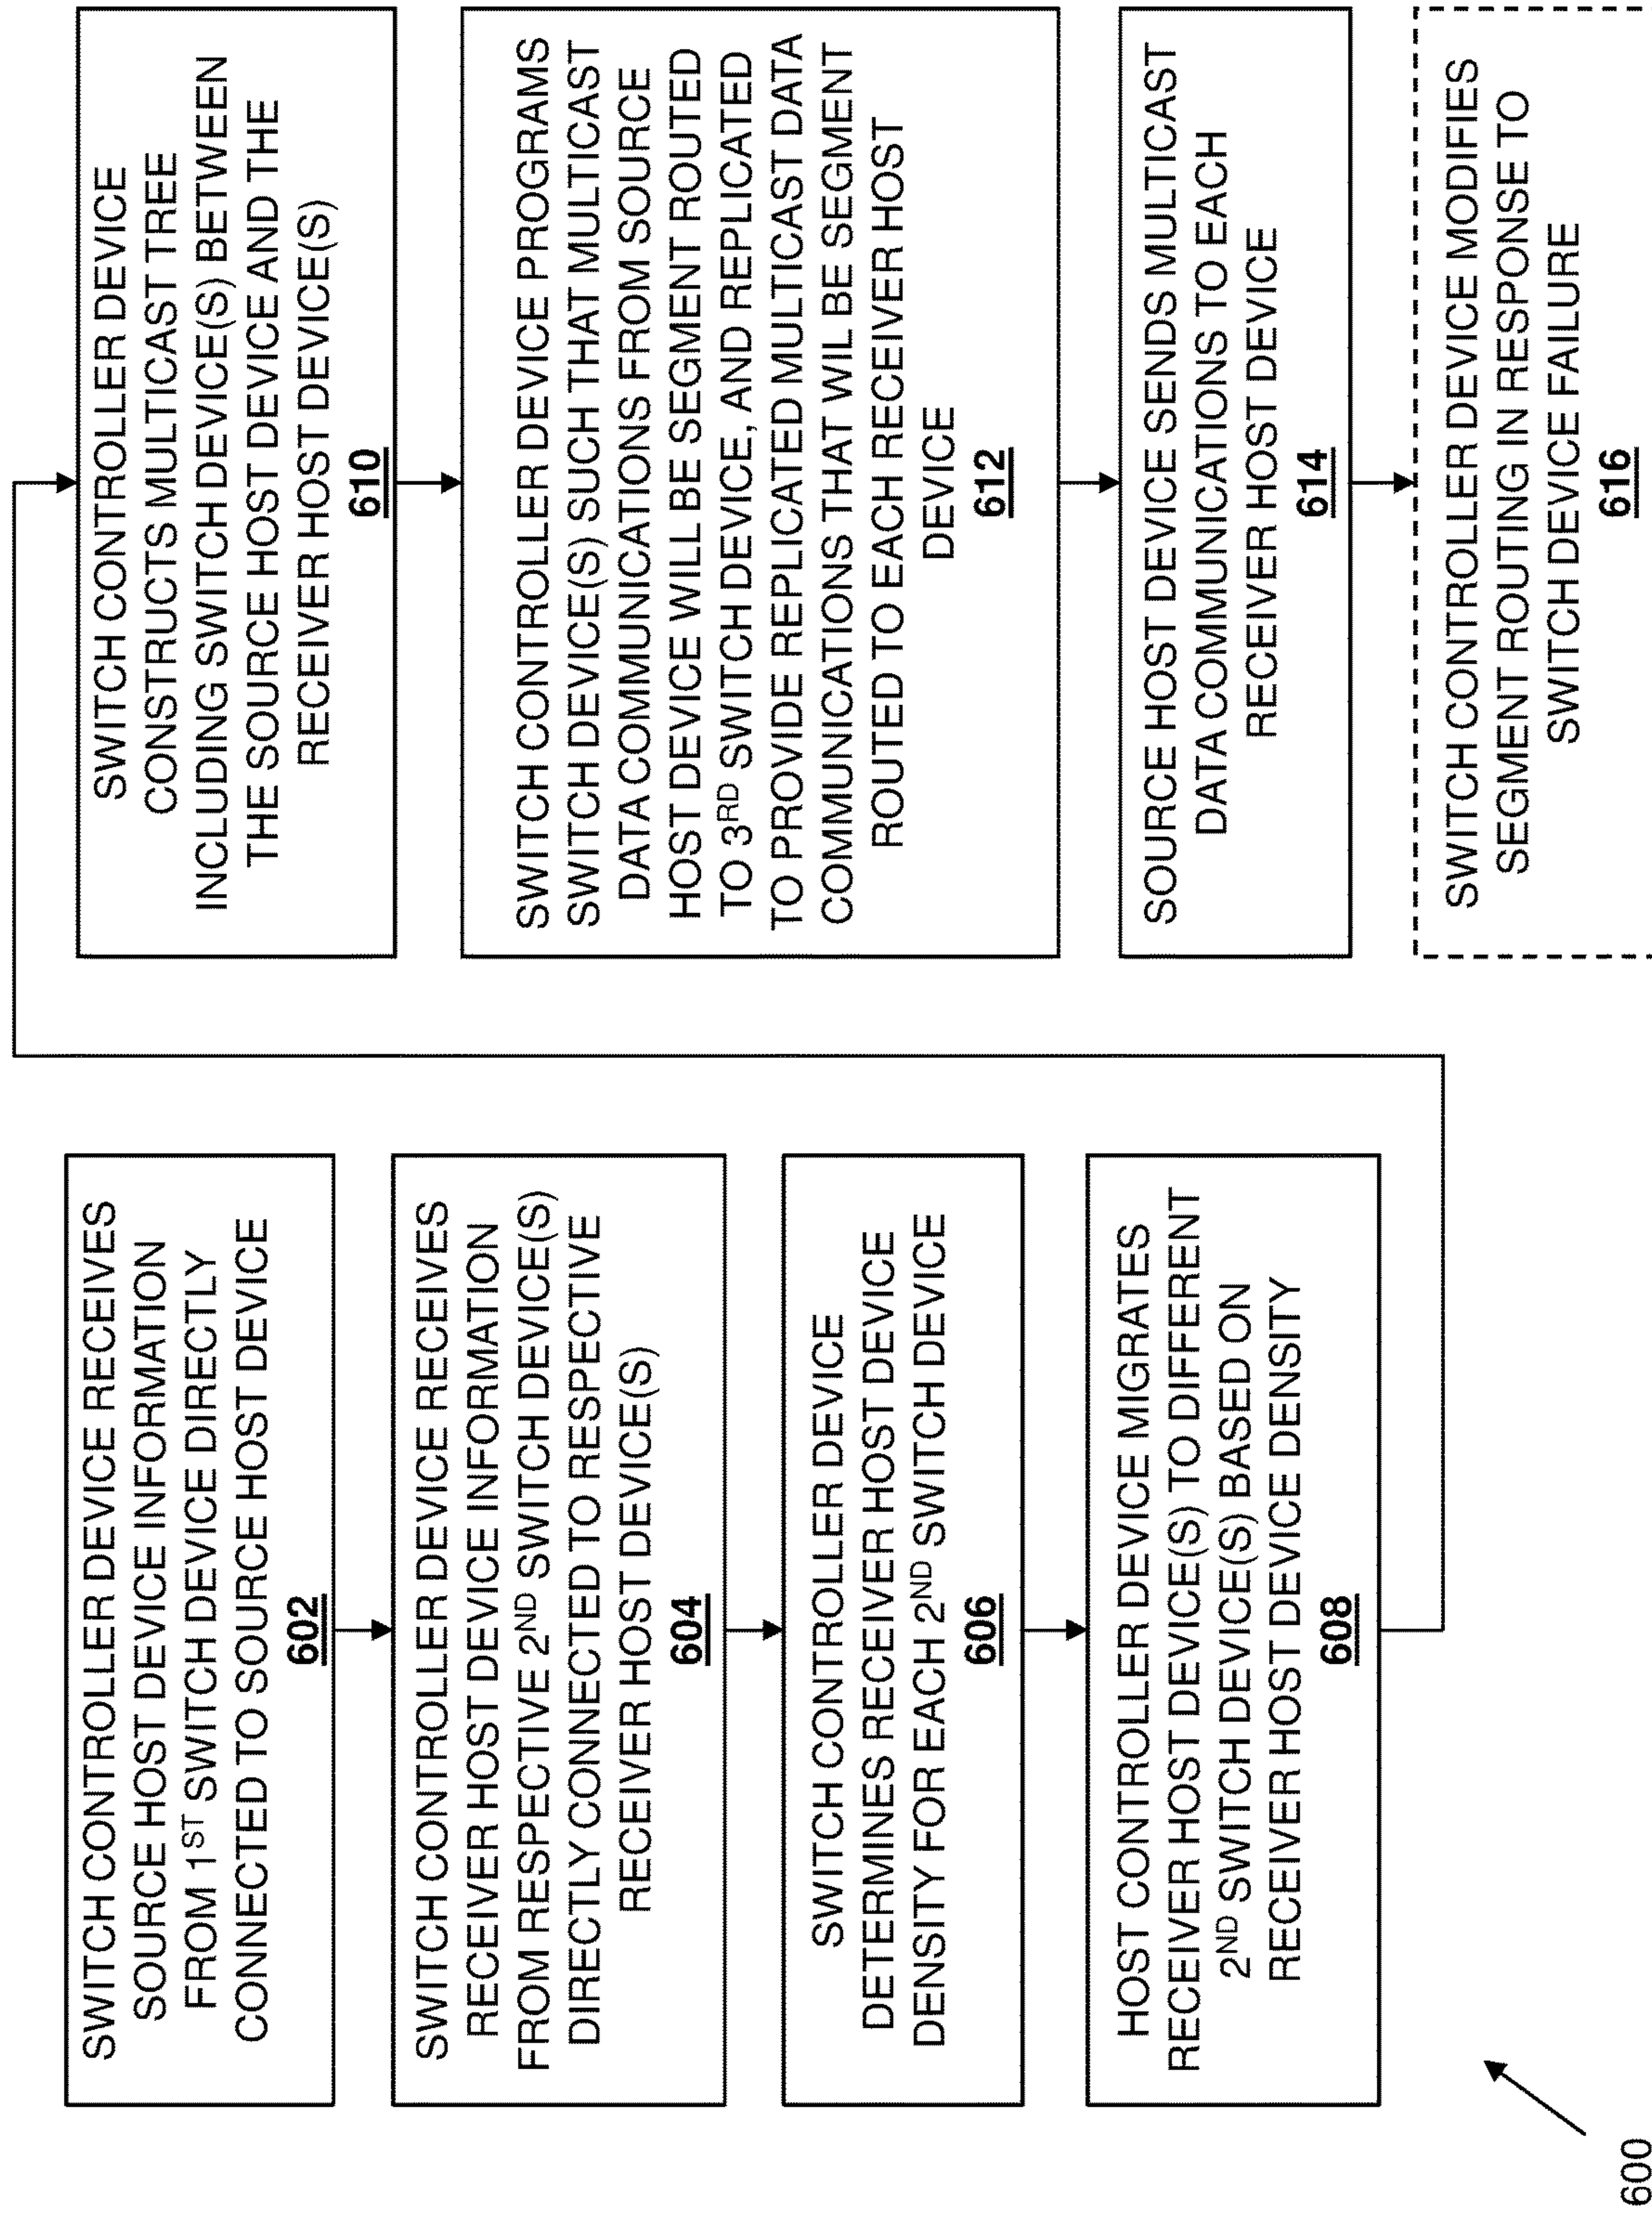 SWITCH CONTROLLER DEVICE RECEIVES
SOURCE HOST DEVICE INFORMATION
FROM 1ST SWITCH DEVICE DIRECTLY
CONNECTED TO SOURCE HOST DEVICE
602
SWITCH CONTROLLER DEVICE RECEIVES
RECEIVER HOST DEVICE INFORMATION
FROM RESPECTIVE 2ND SWITCH DEVICE(S)
DIRECTLY CONNECTED TO RESPECTIVE
RECEIVER HOST DEVICES(S)
604
SWITCH CONTROLLER DEVICE
DETERMINES RECEIVER HOST DEVICE
DENSITY FOR EACH 2ND SWITCH DEVICE
606
HOST CONTROLLER DEVICE MIGRATES
RECEIVER HOST DEVICE(S) TO DIFFERENT
2ND SWITCH DEVICE(S) BASED ON
RECEIVER HOST DEVICE DENSITY
608
SWITCH CONTROLLER DEVICE
CONSTRUCTS MULTICAST TREE
INCLUDING SWITCH DEVICE(S) BETWEEN
THE SOURCE HOST DEVICE AND THE
RECEIVER HOST DEVICE(S)
610
SWITCH CONTROLLER DEVICE PROGRAMS
SWITCH DEVICE(S) SUCH THAT MULTICAST
DATA COMMUNICATIONS FROM SOURCE
HOST DEVICE WILL BE SEGMENT ROUTED
TO 3RD SWITCH DEVICE, AND REPLICATED
TO PROVIDE REPLICATED MULTICAST DATA
COMMUNICATIONS THAT WIL BE SEGMENT
ROUTED TO EACH RECEIVER HOST
DEVICE
612
SOURCE HOST DEVICE SENDS MULTICAST
DATA COMMUNICATIONS TO EACH
RECEIVER HOST DEVICE
614
SWITCH CONTROLLER DEVICE MODIFIES
SEGMENT ROUTING IN RESPONSE TO
SWITCH DEVICE FAILURE
616
600